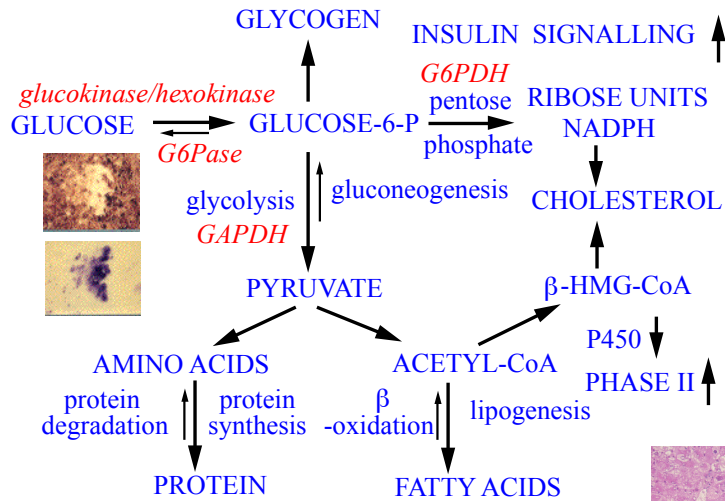 GLYCOGEN
INSULIN SIGNALLING
glucokinase/hexokinase
G6PDH
GLUCOSE
GLUCOSE-6-P
pentose
phosphate
RIBOSE UNITS
NADPH
G6Pase
glycolysis
gluconeogenesis
GAPDH
CHOLESTEROL
PYRUVATE
β-HMG-CoA
P450
AMINO ACIDS
ACETYL-CoA
PHASE II
protein
degradation
protein
synthesis
β
-oxidation
lipogenesis
PROTEIN
FATTY ACIDS